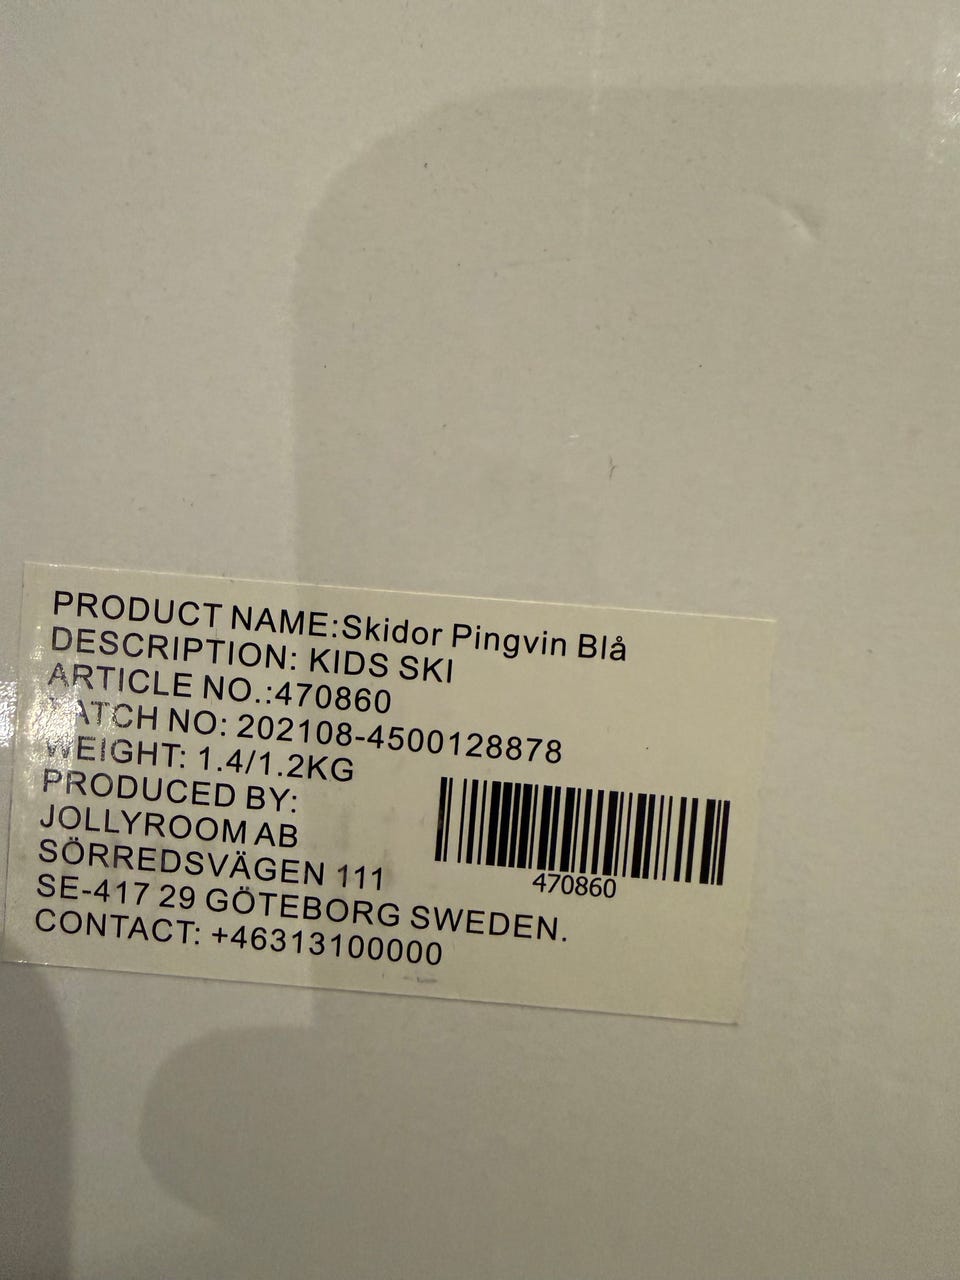 PRODUCT NAME:Skidor Pingvin Blå
DESCRIPTION: KIDS SKI
ARTICLE NO.:470860
BATCH NO: 202108-4500128878
WEIGHT: 1.4/1.2KG
PRODUCED BY:
JOLLYROOM AB
SÖRREDSVÄGEN 111
SE-417 29 GÖTEBORG SWEDEN.
CONTACT: +46313100000
470860